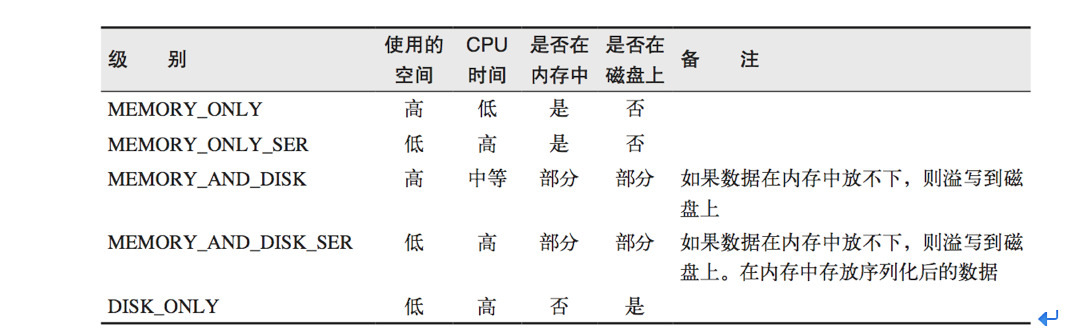 级 别 使用的空间 CPU时间 是否在内存中 是否在磁盘上 备 注
MEMORY_ONLY 高 低 是 否
MEMORY_ONLY_SER 低 高 是 否
MEMORY_AND_DISK 高 中等 部分 部分 如果数据在内存中放不下，则溢写到磁
盘上
MEMORY_AND_DISK_SER 低 高 部分 部分 如果数据在内存中放不下，则溢写到磁
盘上。在内存中存放序列化后的数据
DISK_ONLY 低 高 否 是